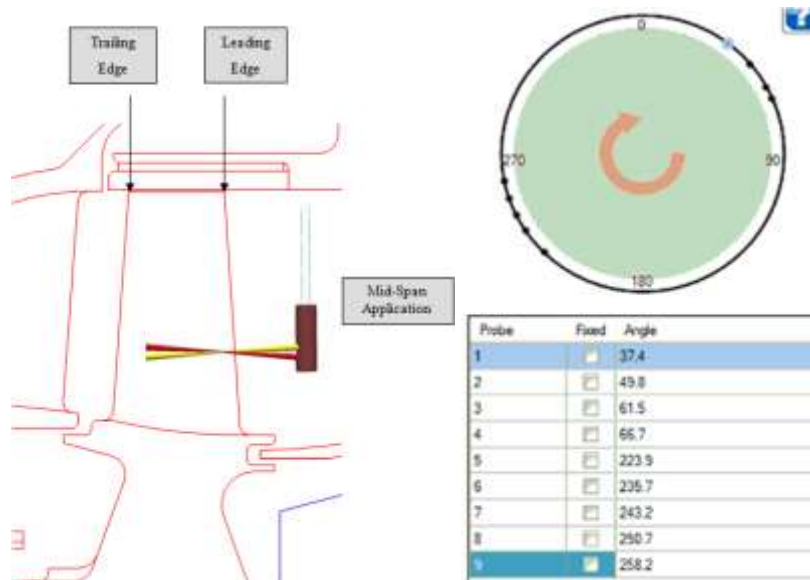 Trailing
Edge
Leading
Edge
Mid-Span
Application
?
0
90
180
270
Probe Fixed Angle
1 37.4
2 49.8
3 61.5
4 66.7
5 223.9
6 235.7
7 243.2
8 250.7
9 258.2